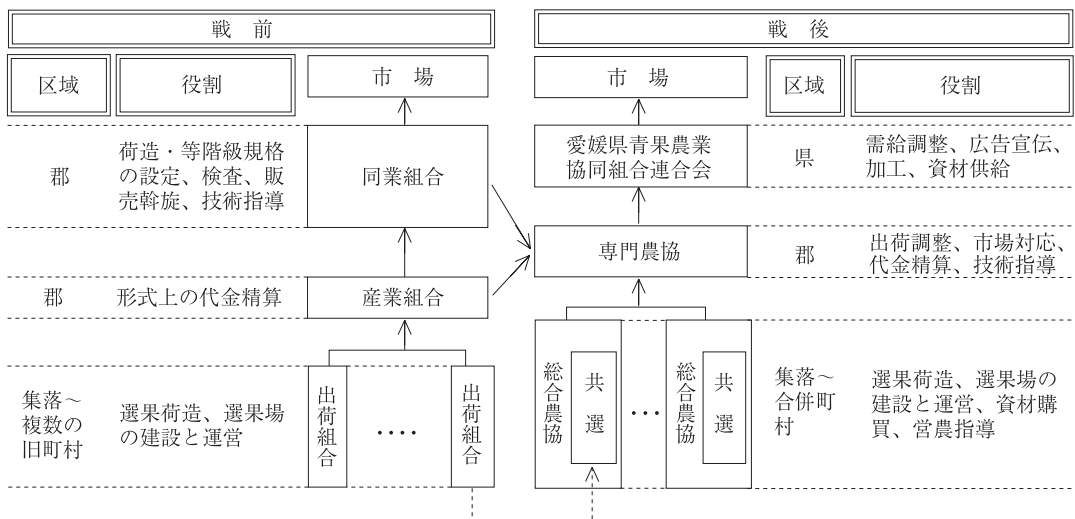 戦　前
区域
役割
市　場
郡
荷造・等階級規格
の設定、検査、販
売斡旋、技術指導
同業組合
郡
形式上の代金精算
産業組合
集落～
複数の
旧町村
選果荷造、選果場
の建設と運営
出荷組合
‥‥
出荷組合
戦　後
市　場
区域
役割
愛媛県青果農業
協同組合連合会
県
需給調整、広告宣伝、
加工、資材供給
専門農協
郡
出荷調整、市場対応、
代金精算、技術指導
総合農協
共　選
…
総合農協
共　選
集落～
合併町
村
選果荷造、選果場の
建設と運営、資材購
買、営農指導